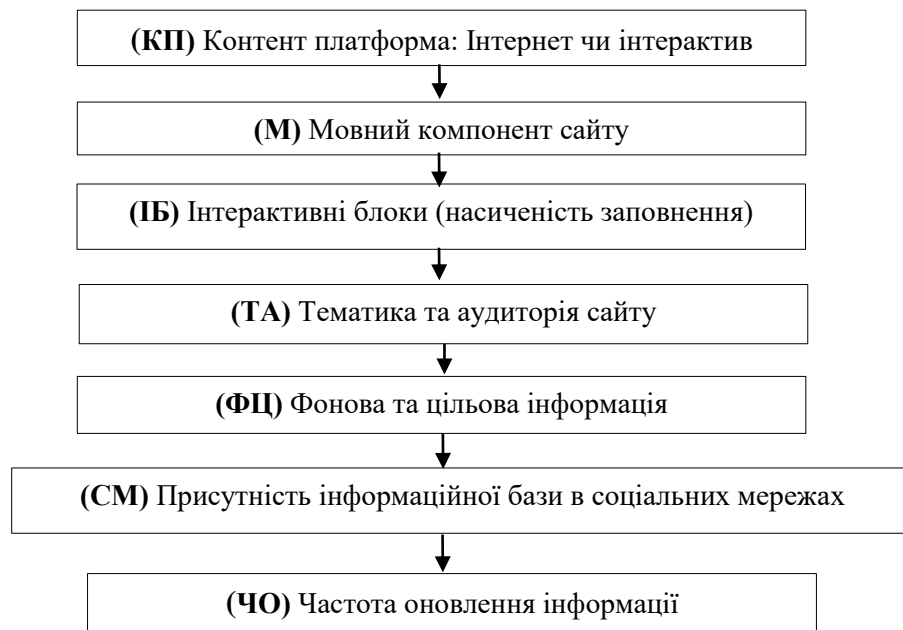 (КП) Контент платформа: Інтернет чи інтерактив
(М) Мовний компонент сайту
(ІБ) Інтерактивні блоки (насиченість заповнення)
(ТА) Тематика та аудиторія сайту
(ФЦ) Фонова та цільова інформація
(СМ) Присутність інформаційної бази в соціальних мережах
(ЧО) Частота оновлення інформації